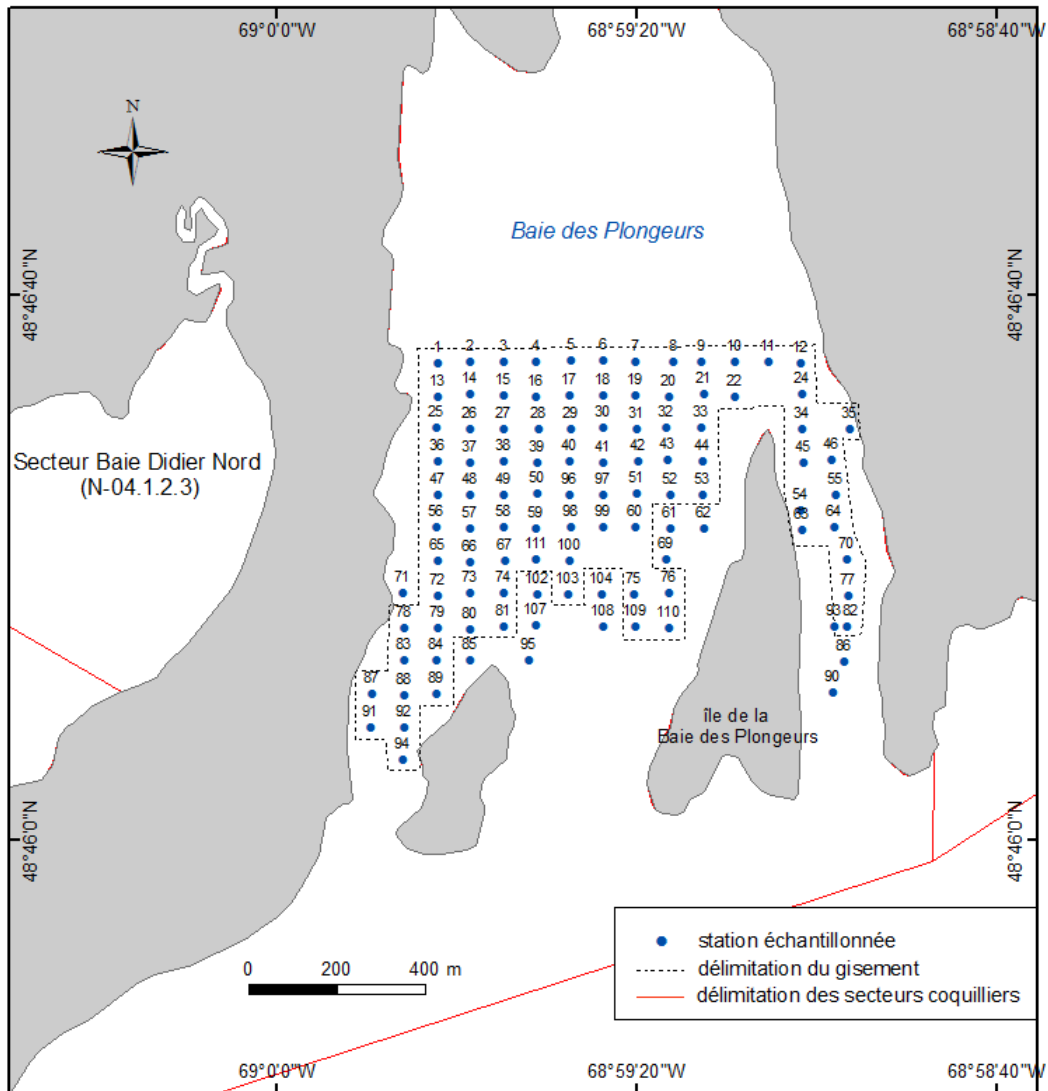 69°0'0"W 68°59'20"W 68°58'40"W
N
Baie des Plongeurs
48°46'40"N 48°46'40"N
1 2 3 4 5 6 7 8 9 10 11 12
13 14 15 16 17 18 19 20 21 22 24
25 26 27 28 29 30 31 32 33 34 35
36 37 38 39 40 41 42 43 44 45 46
Secteur Baie Didier Nord
(N-04.1.2.3)
47 48 49 50 96 97 51 52 53 54 55
56 57 58 59 98 99 60 61 62 63 64
65 66 67 111 100 69 70
71 72 73 74 102 103 104 75 76 77
78 79 80 81 107 108 109 110 93 82
83 84 85 95 86
87 88 89 90
91 92
94
île de la
Baie des Plongeurs
48°46'0"N 48°46'0"N
station échantillonnée
délimitation du gisement
délimitation des secteurs coquilliers
0 200 400 m
69°0'0"W 68°59'20"W 68°58'40"W